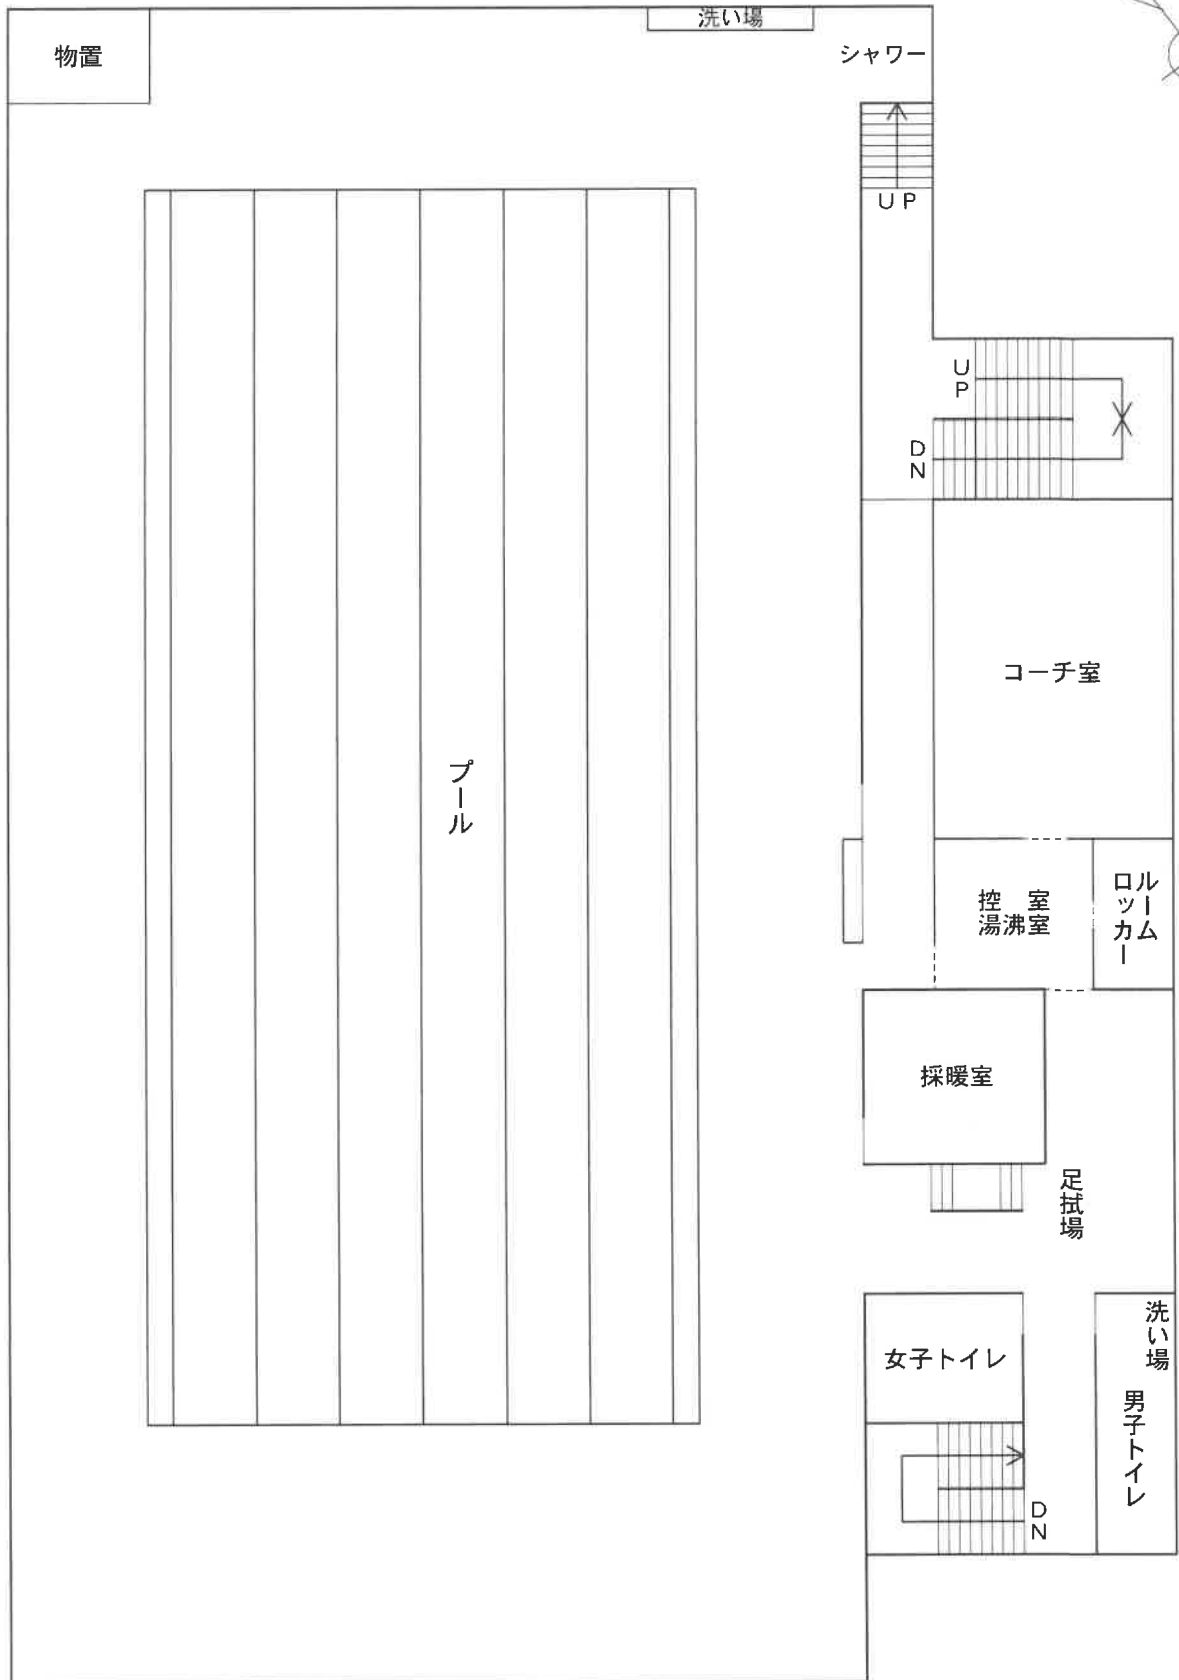 洗い場
物置
シャワー
UP
UP
DN
コーチ室
プール
控室
湯沸室
ロッカー
ルーム
採暖室
足拭場
洗い場
女子トイレ
男子トイレ
DN